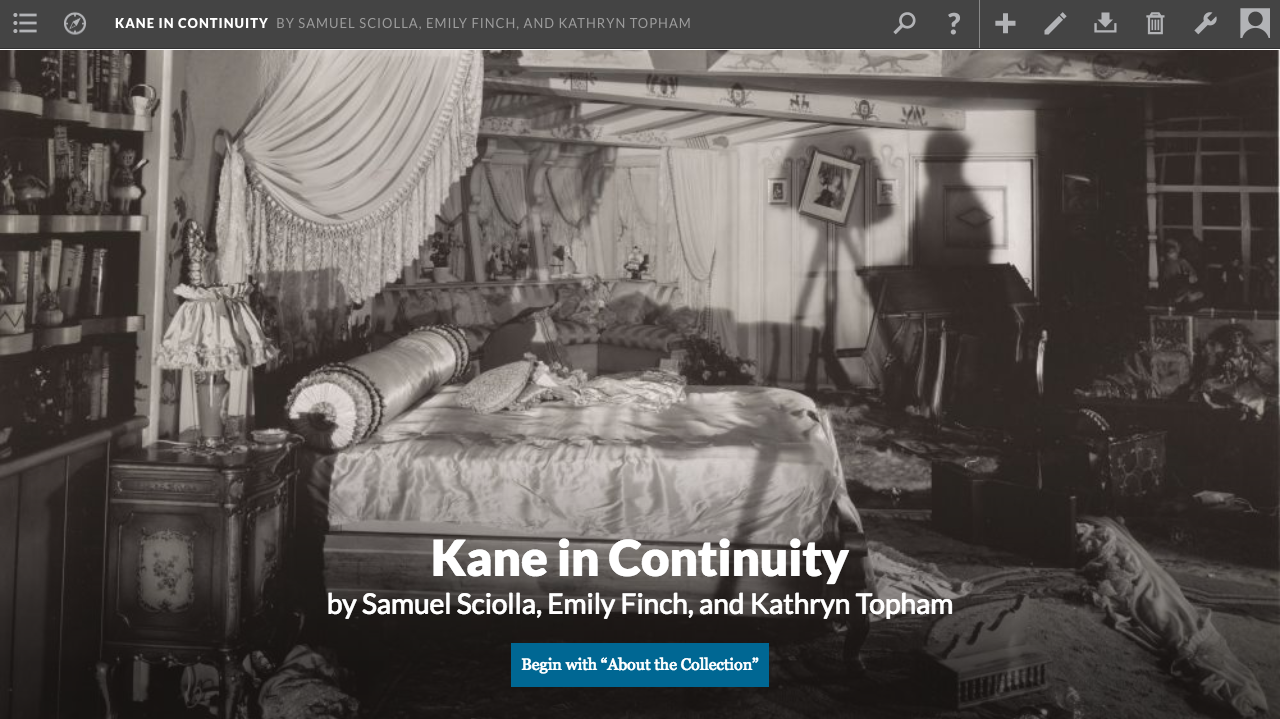 KANE IN CONTINUITY BY SAMUEL SCIOLLA, EMILY FINCH, AND KATHRYN TOPHAM
Kane in Continuity
by Samuel Sciolla, Emily Finch, and Kathryn Topham
Begin with “About the Collection”